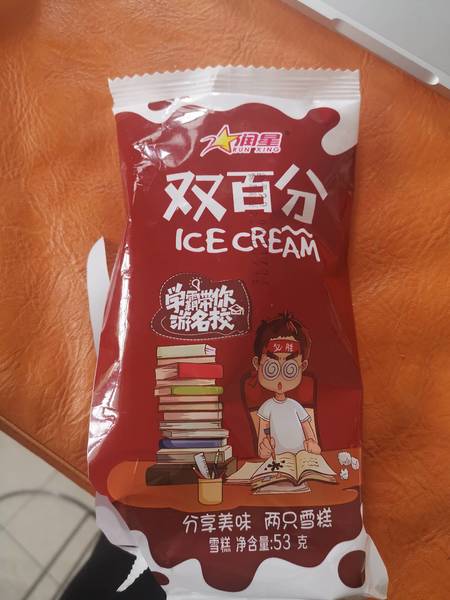 润星
RUN XING
双百分
ICE CREAM
学霸带你
游名校
必胜
分享美味 两只雪糕
雪糕 净含量:53 克